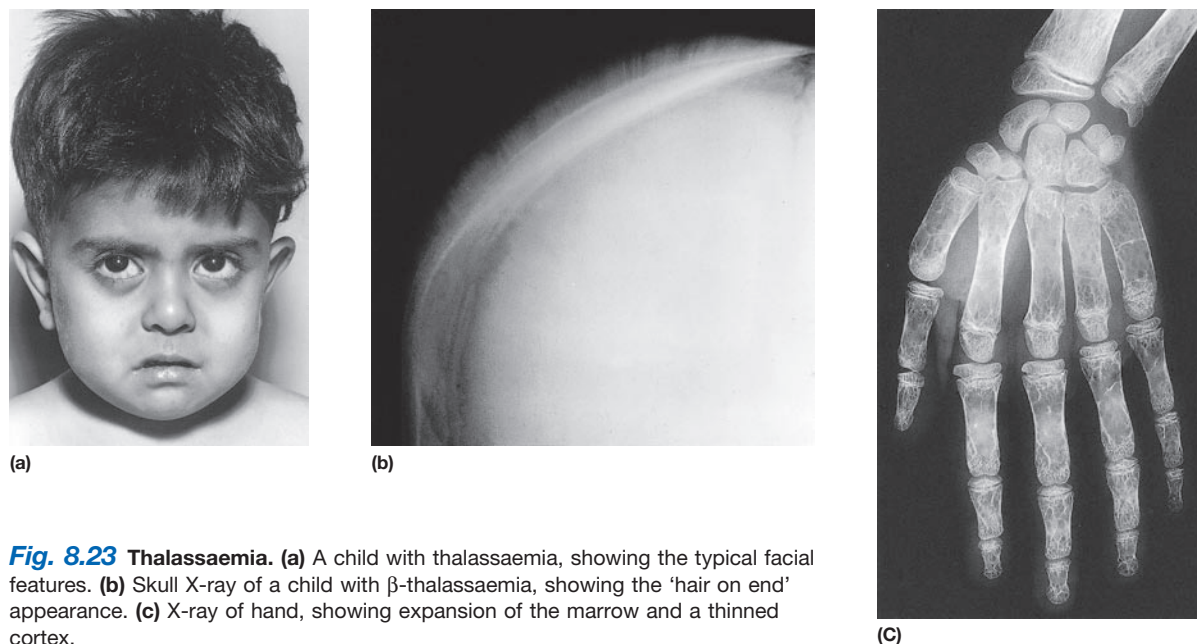 (a)
(b)
Fig. 8.23 Thalassaemia. (a) A child with thalassaemia, showing the typical facial
features. (b) Skull X-ray of a child with β-thalassaemia, showing the ‘hair on end’
appearance. (c) X-ray of hand, showing expansion of the marrow and a thinned
cortex.
(C)